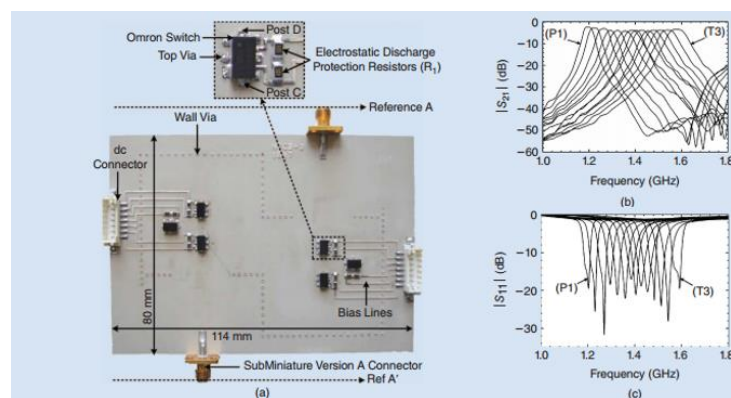 Post D
Omron Switch
Top Via
Electrostatic Discharge
Protection Resistors (R1)
Post C
Reference A
Wall Via
dc
Connector
80 mm
114 mm
Bias Lines
SubMiniature Version A Connector
Ref A'
(a)
0
–10
–20
–30
–40
–50
–60
|S21| (dB)
(P1)
(T3)
1.0 1.2 1.4 1.6 1.8
Frequency (GHz)
(b)
0
–10
–20
–30
|S11| (dB)
(P1)
(T3)
1.0 1.2 1.4 1.6 1.8
Frequency (GHz)
(c)